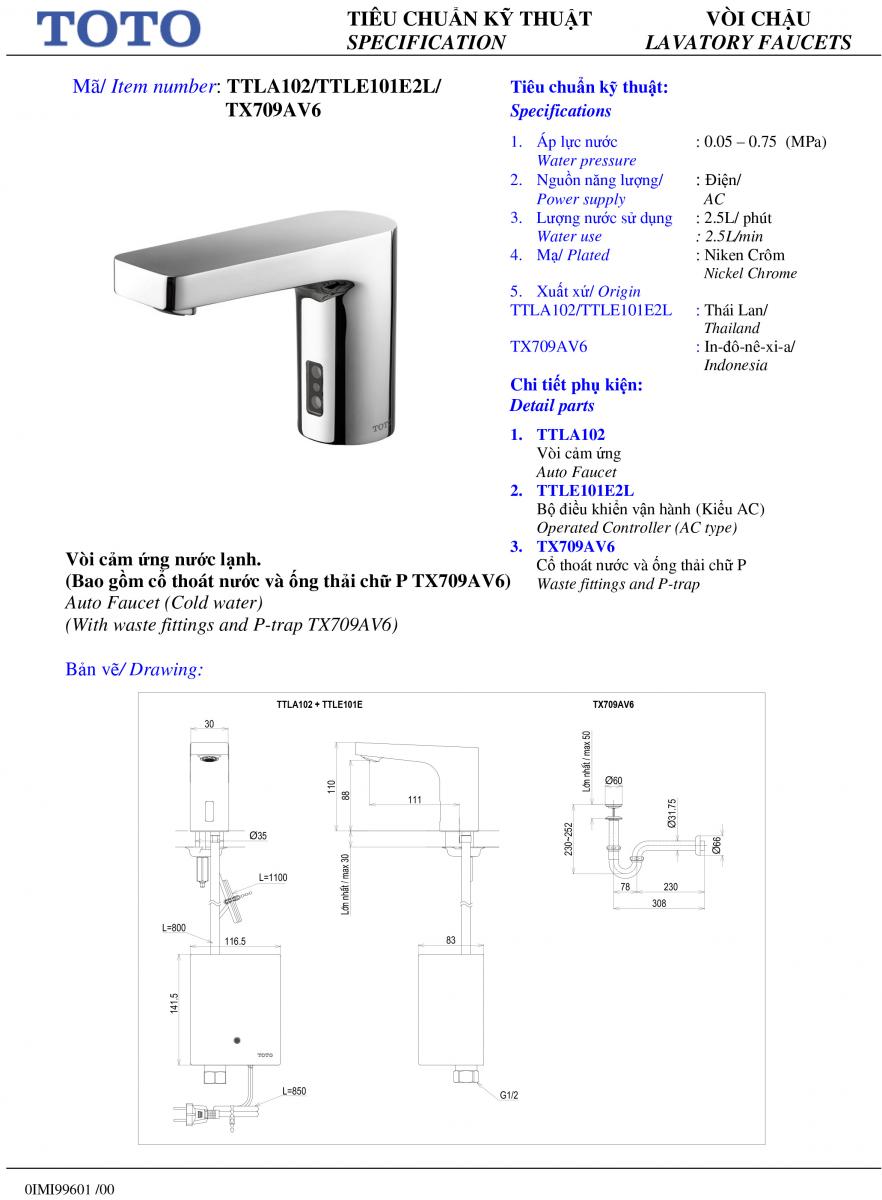 TOTO
TIÊU CHUẨN KỸ THUẬT
SPECIFICATION
VÒI CHẬU
LAVATORY FAUCETS
Mã/ Item number: TTLA102/TTLE101E2L/
TX709AV6
TOTO
Vòi cảm ứng nước lạnh.
(Bao gồm cổ thoát nước và ống thải chữ P TX709AV6)
Auto Faucet (Cold water)
(With waste fittings and P-trap TX709AV6)
Tiêu chuẩn kỹ thuật:
Specifications
1. Áp lực nước : 0.05 – 0.75 (MPa)
Water pressure
2. Nguồn năng lượng/ : Điện/
Power supply AC
3. Lượng nước sử dụng : 2.5L/ phút
Water use : 2.5L/min
4. Mạ/ Plated : Niken Crôm
Nickel Chrome
5. Xuất xứ/ Origin
TTLA102/TTLE101E2L : Thái Lan/
Thailand
TX709AV6 : In-đô-nê-xi-a/
Indonesia
Chi tiết phụ kiện:
Detail parts
1. TTLA102
Vòi cảm ứng
Auto Faucet
2. TTLE101E2L
Bộ điều khiển vận hành (Kiểu AC)
Operated Controller (AC type)
3. TX709AV6
Cổ thoát nước và ống thải chữ P
Waste fittings and P-trap
Bản vẽ/ Drawing:
TTLA102 + TTLE101E
TX709AV6
30
Ø35
L=1100
L=800
116.5
141.5
TOTO
L=850
110
88
111
Lớn nhất / max 30
83
G1/2
Lớn nhất / max 50
Ø60
230~252
Ø31.75
Ø66
78
230
308
0IMI99601 /00